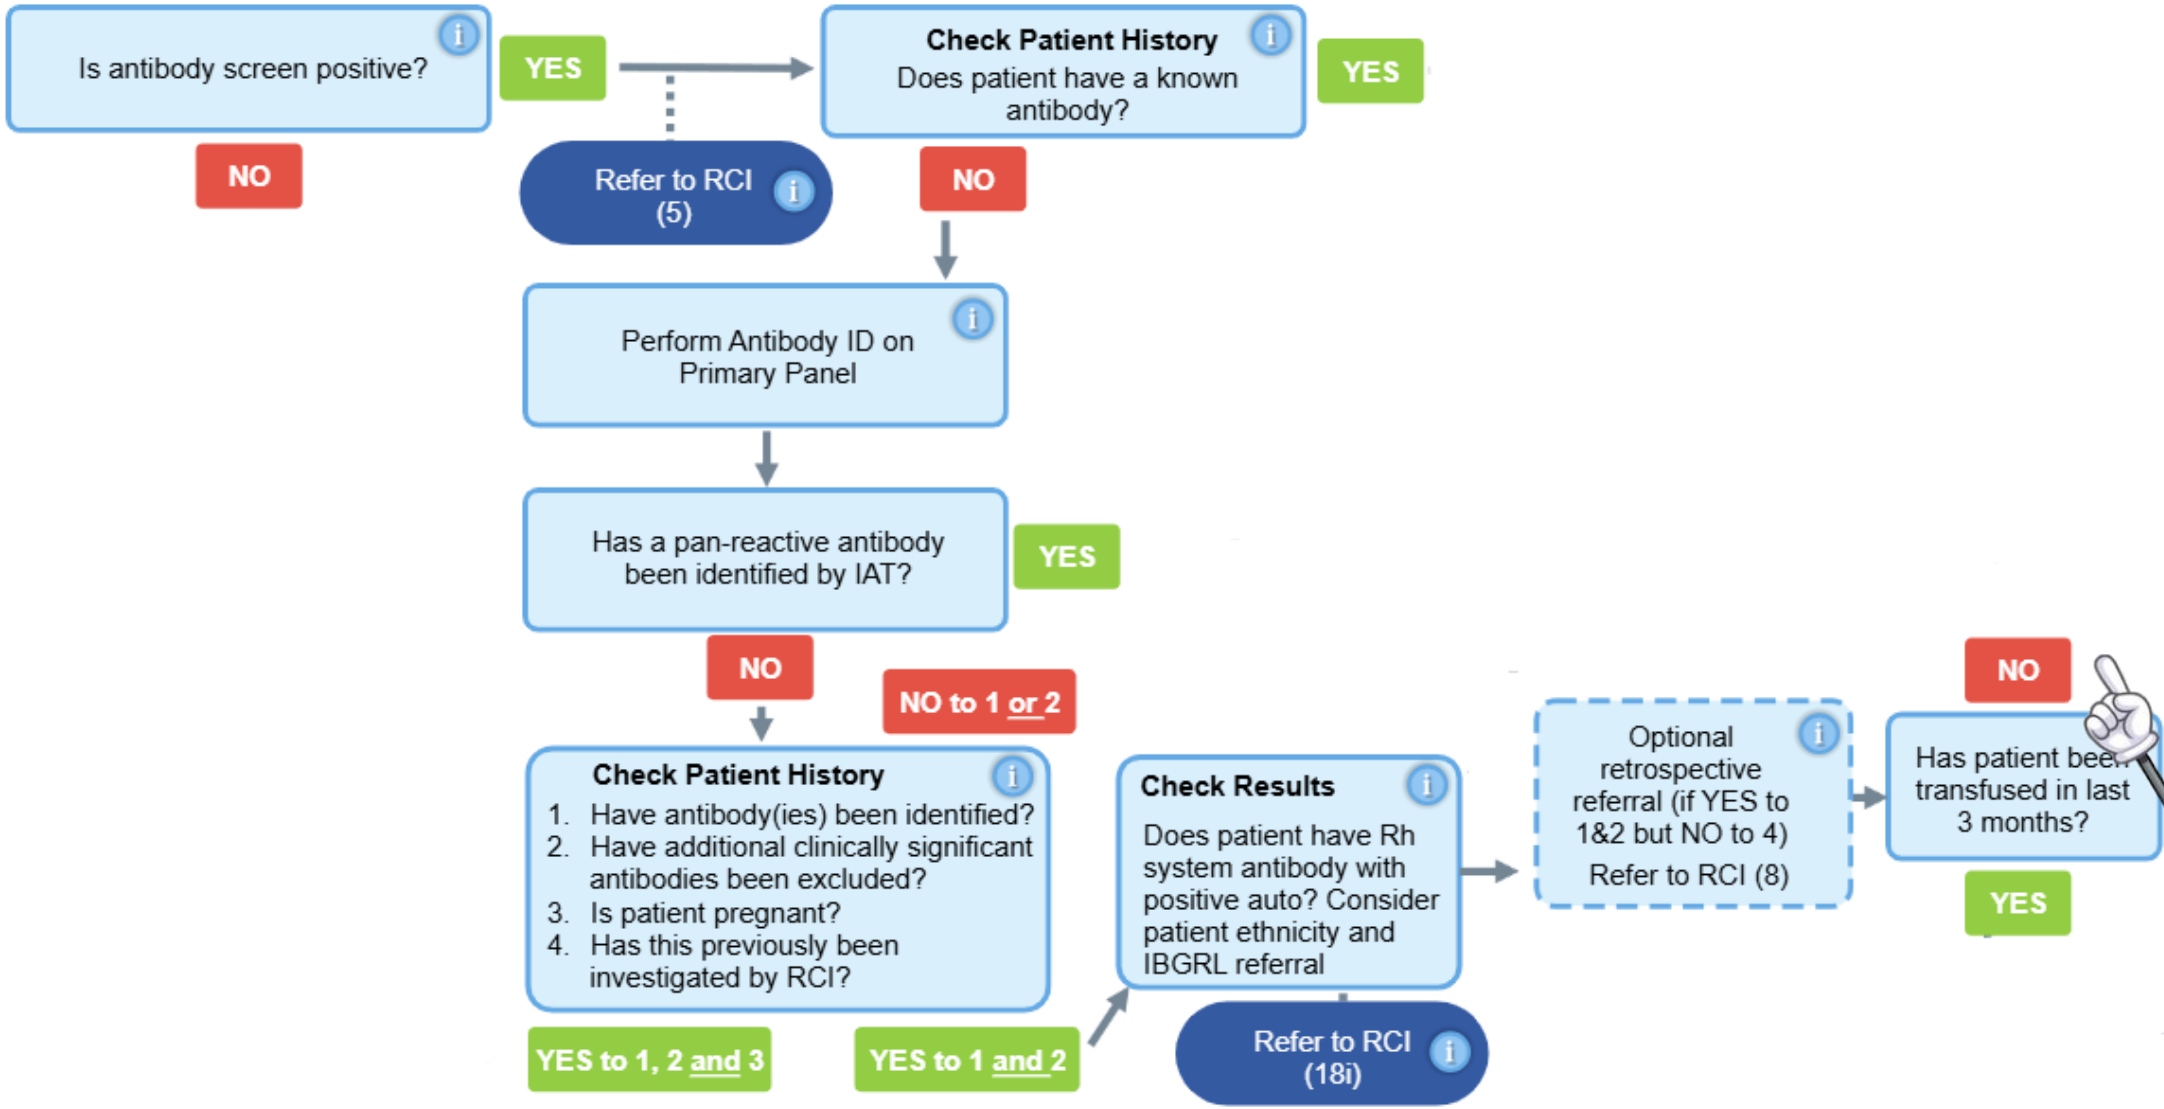 Is antibody screen positive?
YES
NO
Check Patient History
Does patient have a known
antibody?
YES
NO
Refer to RCI
(5)
Perform Antibody ID on
Primary Panel
Has a pan-reactive antibody
been identified by IAT?
YES
NO
NO to 1 or 2
Check Patient History
1. Have antibody(ies) been identified?
2. Have additional clinically significant
antibodies been excluded?
3. Is patient pregnant?
4. Has this previously been
investigated by RCI?
YES to 1, 2 and 3
YES to 1 and 2
Check Results
Does patient have Rh
system antibody with
positive auto? Consider
patient ethnicity and
IBGRL referral
Refer to RCI
(18i)
Optional
retrospective
referral (if YES to
1&2 but NO to 4)
Refer to RCI (8)
NO
Has patient been
transfused in last
3 months?
YES